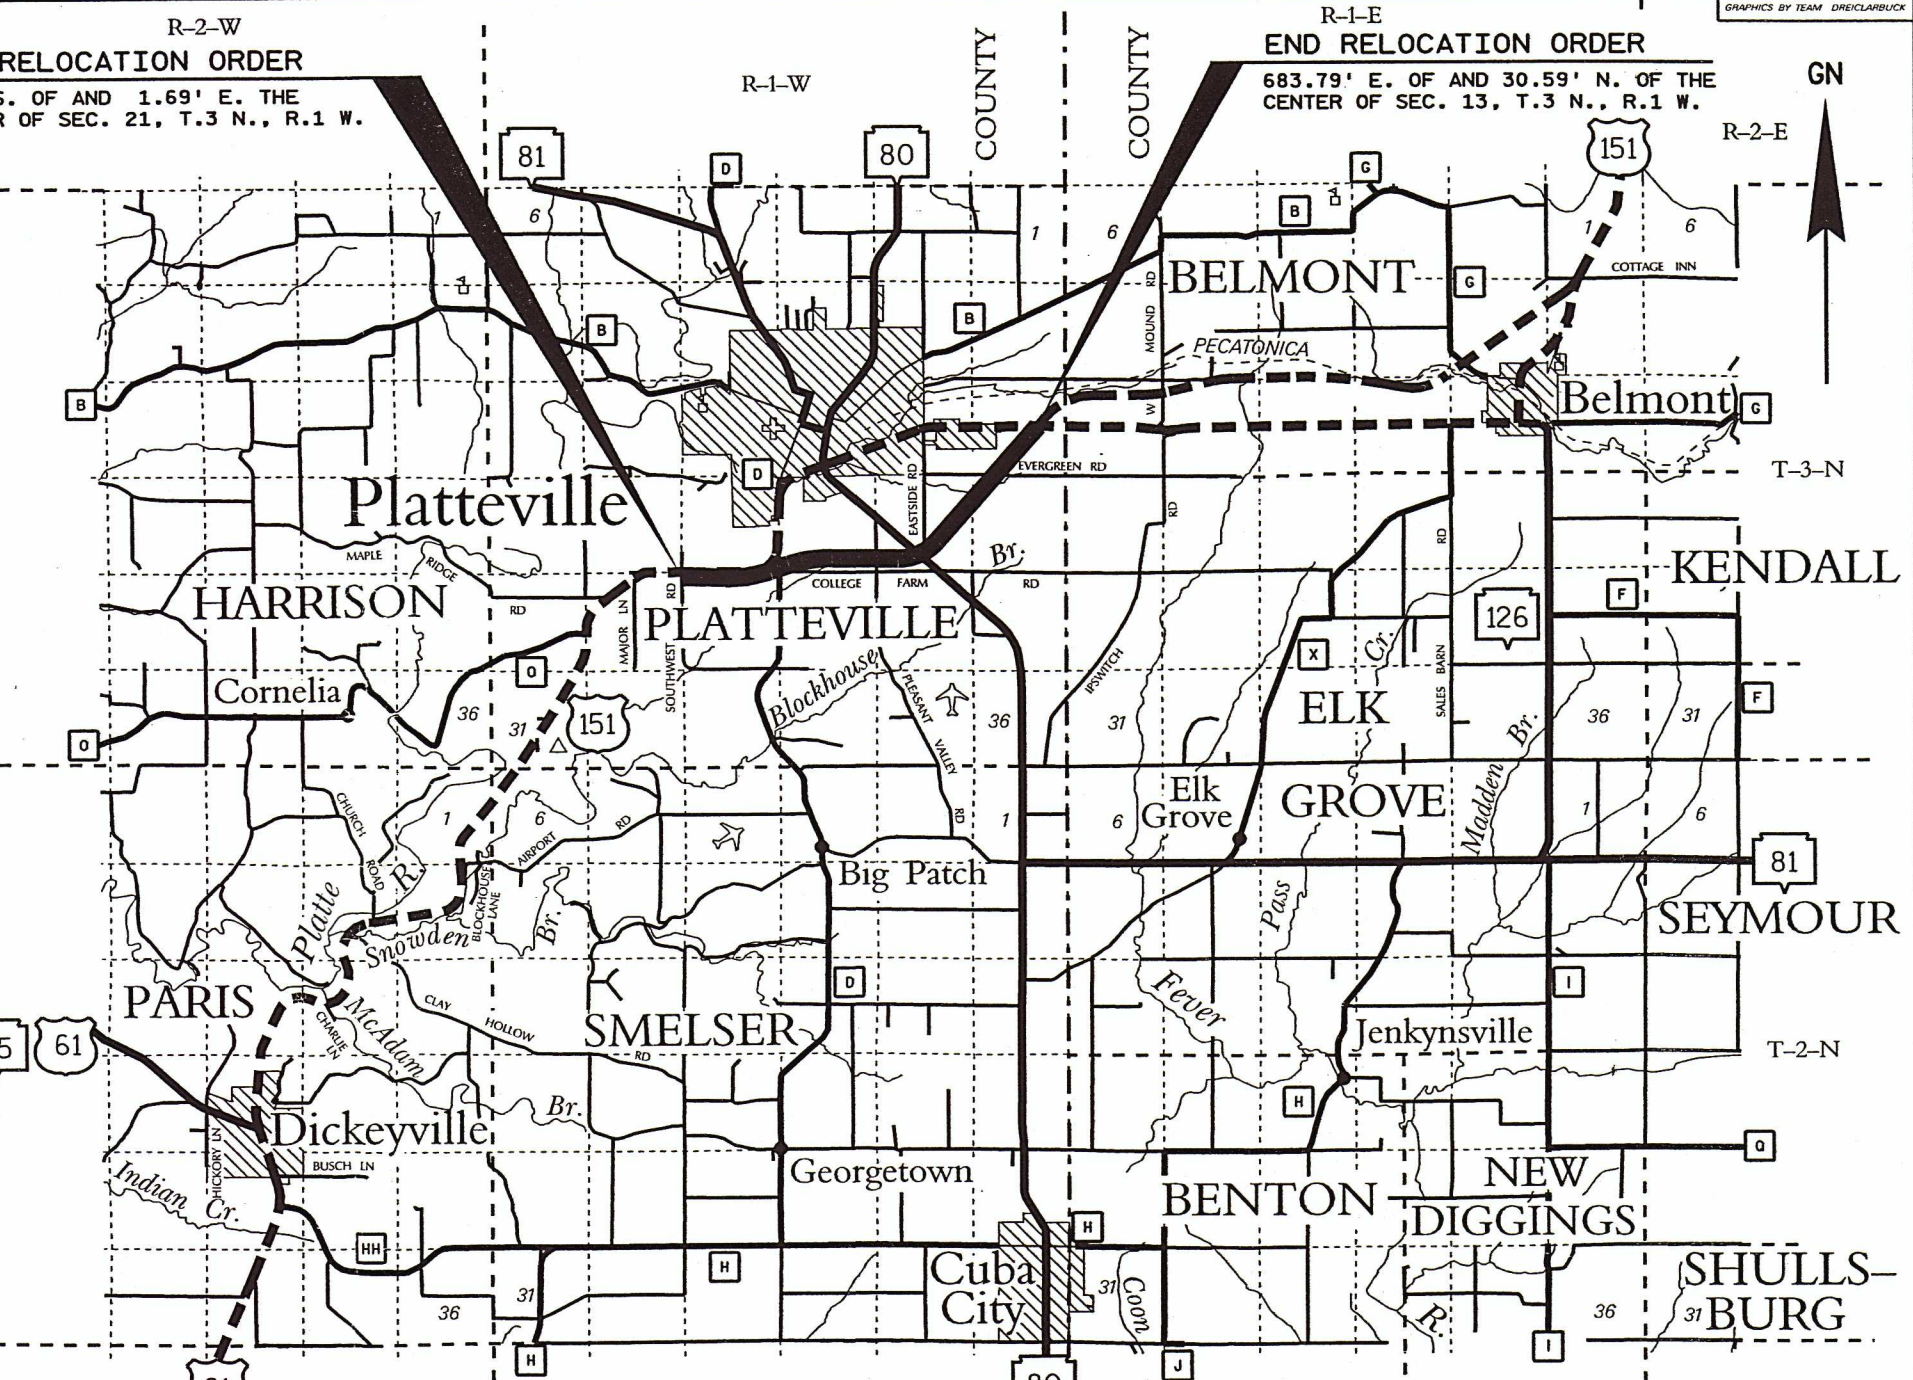 GRAPHICS BY TEAM DREICLARBUCK
R-2-W
R-1-E
RELOCATION ORDER
S. OF AND 1.69' E. THE
R OF SEC. 21, T.3 N., R.1 W.
R-1-W
COUNTY
COUNTY
END RELOCATION ORDER
683.79' E. OF AND 30.59' N. OF THE
CENTER OF SEC. 13, T.3 N., R.1 W.
GN
R-2-E
81
D
80
G
151
B
1
6
1
6
1
6
COTTAGE INN
BELMONT
G
B
B
MOUND RD
W
PECATONICA
B
Belmont
G
D
EVERGREEN RD
EASTSIDE RD
RD
T-3-N
Platteville
MAPLE
RIDGE
RD
HARRISON
COLLEGE
FARM
RD
Br.
KENDALL
F
126
RD
MAJOR LN
RD
PLATTEVILLE
SOUTHWEST
X
Cr.
SALES BARN
O
Cornelia
Blockhouse
PLEASANT
VALLEY
RD
IPSWITCH
ELK
F
O
36
31
151
36
31
36
31
Br.
Madden
Elk
Grove
GROVE
CHURCH
ROAD
1
6
AIRPORT
RD
1
6
1
6
Platte
R.
BLOCKHOUSE
LANE
Br.
Big Patch
81
Pass
SEYMOUR
Snowden
PARIS
McAdam
CHARLIE
LN
CLAY
HOLLOW
RD
SMELSER
D
Fever
I
Jenkynsville
T-2-N
5
61
Br.
H
Dickeyville
HICKORY LN
BUSCH LN
Georgetown
Q
Indian
Cr.
BENTON
NEW
DIGGINGS
HH
H
H
Cuba
City
31
Coon
36
31
R.
36
31
SHULLS-
BURG
H
80
J
I